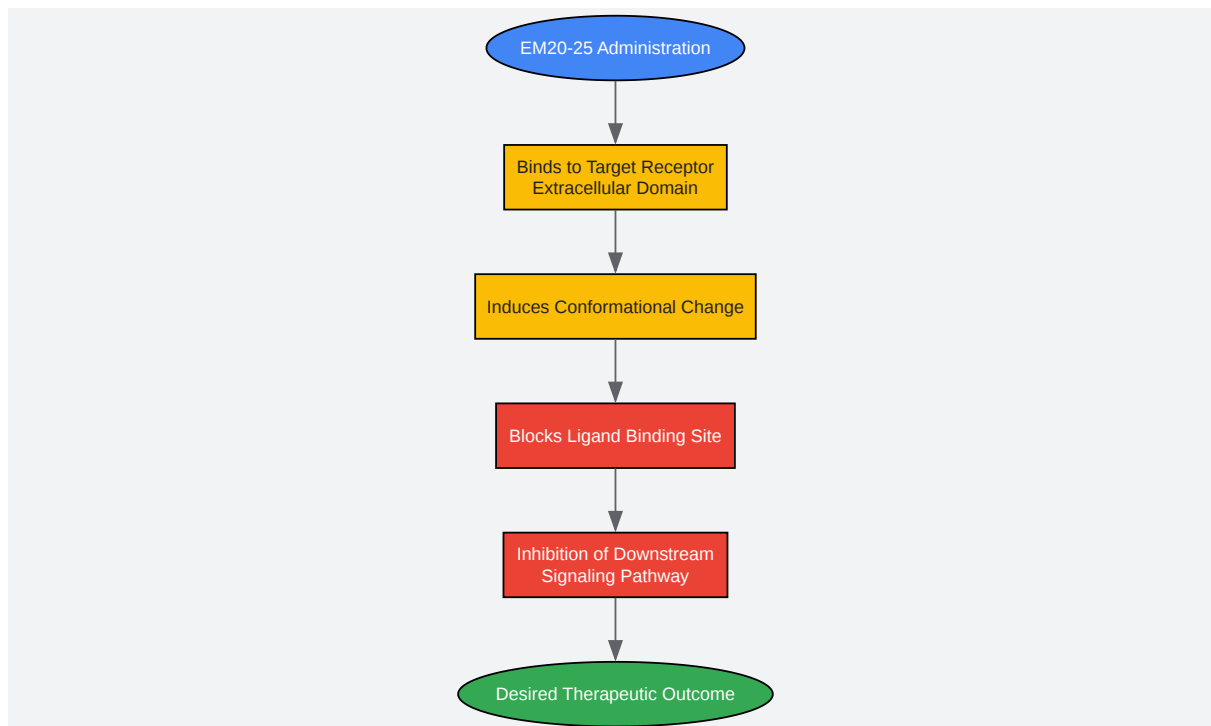 EM20-25 Administration
Binds to Target Receptor
Extracellular Domain
Induces Conformational Change
Blocks Ligand Binding Site
Inhibition of Downstream
Signaling Pathway
Desired Therapeutic Outcome